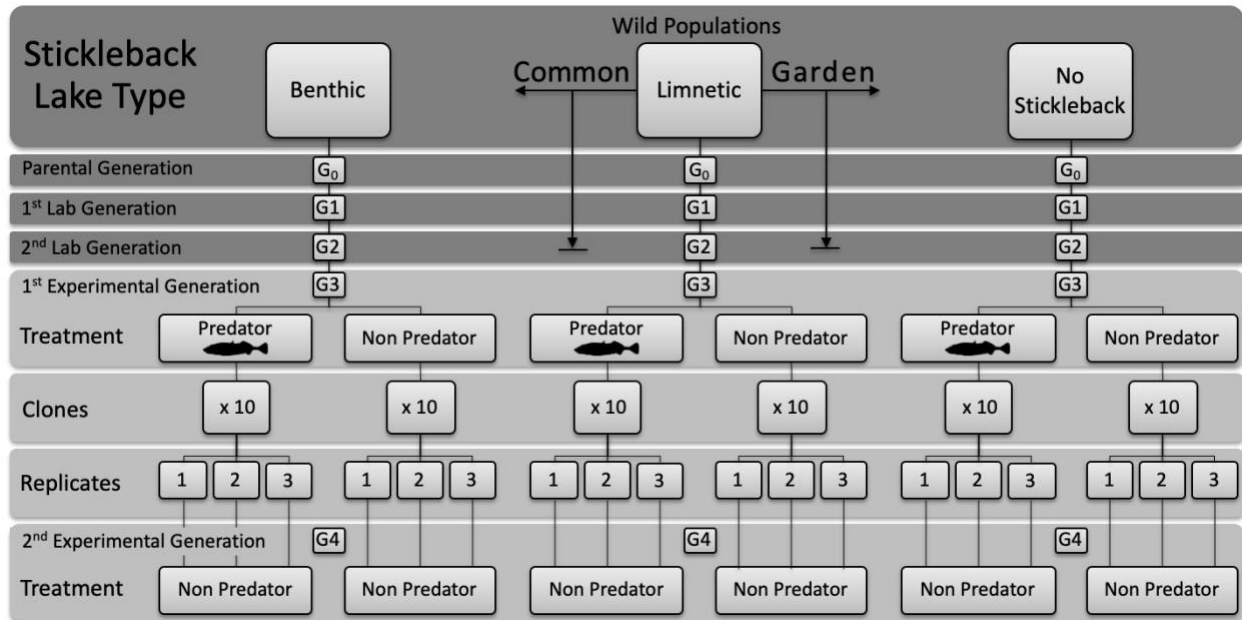 Stickleback
Lake Type
Wild Populations
Benthic
Common
Limnetic
Garden
No
Stickleback
Parental Generation
G₀
G₀
G₀
1st Lab Generation
G1
G1
G1
2nd Lab Generation
G2
G2
G2
1st Experimental Generation
G3
G3
G3
Treatment
Predator
Non Predator
Predator
Non Predator
Predator
Non Predator
Clones
x 10
x 10
x 10
x 10
x 10
x 10
Replicates
1 2 3
1 2 3
1 2 3
1 2 3
1 2 3
1 2 3
2nd Experimental Generation
G4
G4
G4
Treatment
Non Predator
Non Predator
Non Predator
Non Predator
Non Predator
Non Predator